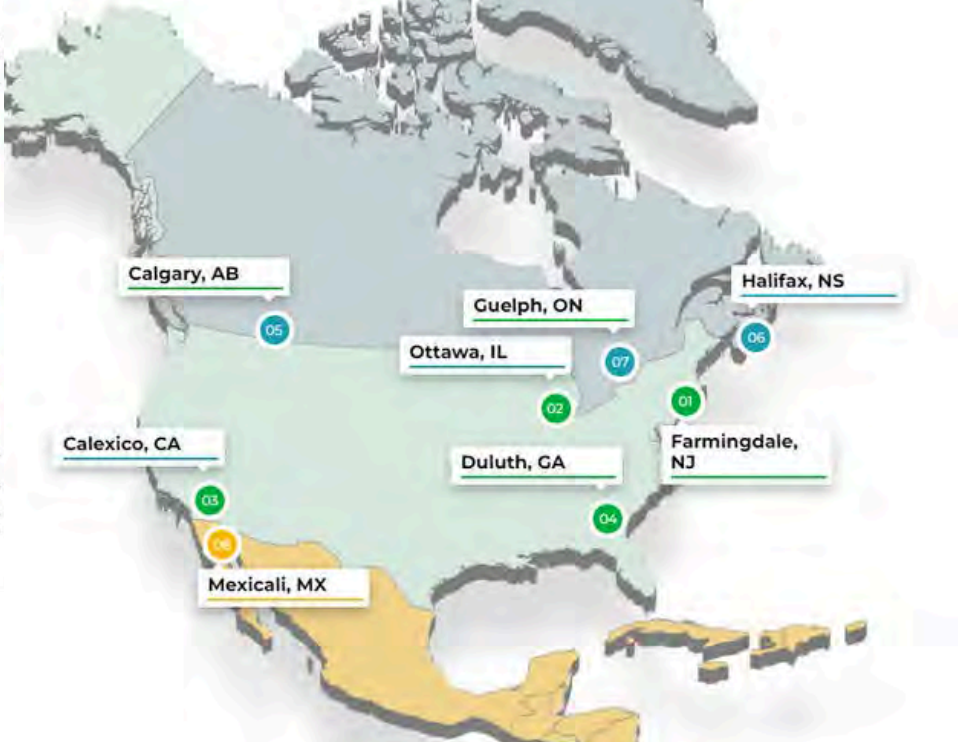 Calgary, AB
05
Halifax, NS
06
Guelph, ON
07
Ottawa, IL
02
01
Farmingdale,
NJ
Calexico, CA
03
Duluth, GA
04
08
Mexicali, MX